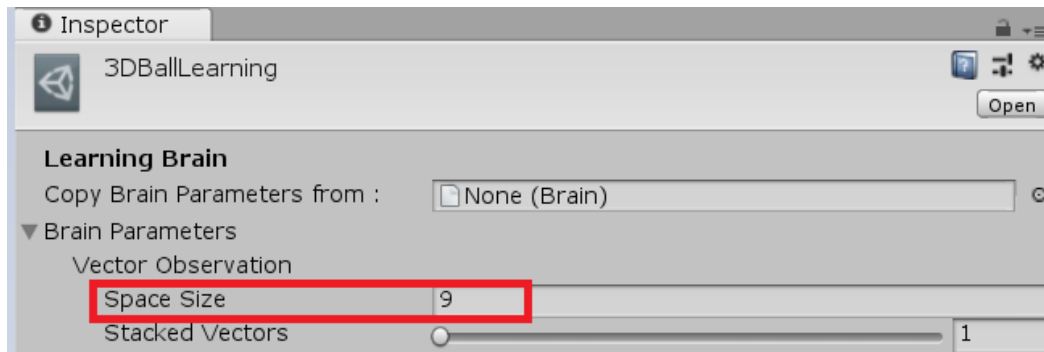 Inspector
3DBallLearning
Open
Learning Brain
Copy Brain Parameters from : None (Brain)
Brain Parameters
Vector Observation
Space Size 9
Stacked Vectors 1